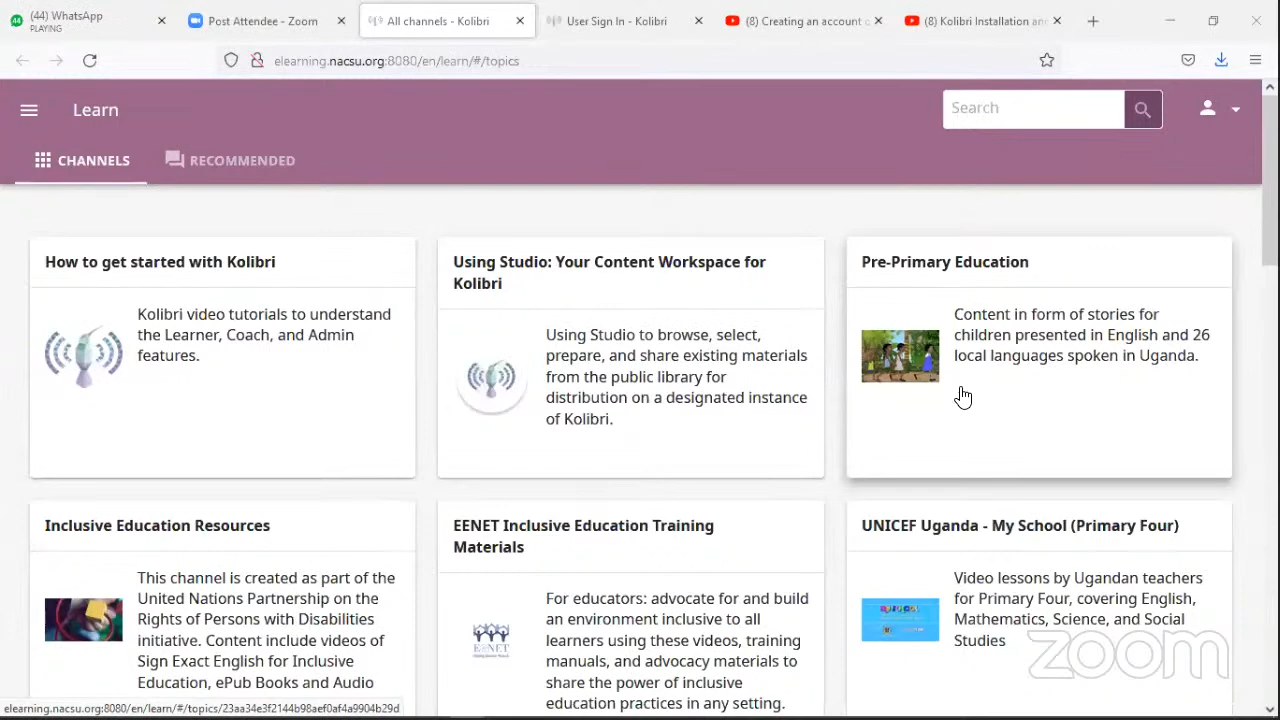 (44) WhatsApp
PLAYING
44
Post Attendee - Zoom
All channels - Kolibri
User Sign In - Kolibri
(8) Creating an account o
(8) Kolibri Installation an
elearning.nacsu.org:8080/en/learn/#/topics
Learn
Search
CHANNELS
RECOMMENDED
How to get started with Kolibri
Kolibri video tutorials to understand
the Learner, Coach, and Admin
features.
Using Studio: Your Content Workspace for
Kolibri
Using Studio to browse, select,
prepare, and share existing materials
from the public library for
distribution on a designated instance
of Kolibri.
Pre-Primary Education
Content in form of stories for
children presented in English and 26
local languages spoken in Uganda.
Inclusive Education Resources
This channel is created as part of the
United Nations Partnership on the
Rights of Persons with Disabilities
initiative. Content include videos of
Sign Exact English for Inclusive
Education, ePub Books and Audio
EENET Inclusive Education Training
Materials
EENET
For educators: advocate for and build
an environment inclusive to all
learners using these videos, training
manuals, and advocacy materials to
share the power of inclusive
education practices in any setting.
UNICEF Uganda - My School (Primary Four)
Video lessons by Ugandan teachers
for Primary Four, covering English,
Mathematics, Science, and Social
Studies
zoom
elearning.nacsu.org:8080/en/learn/#/topics/23aa34e3f2144b98aef0af4a9904b29d